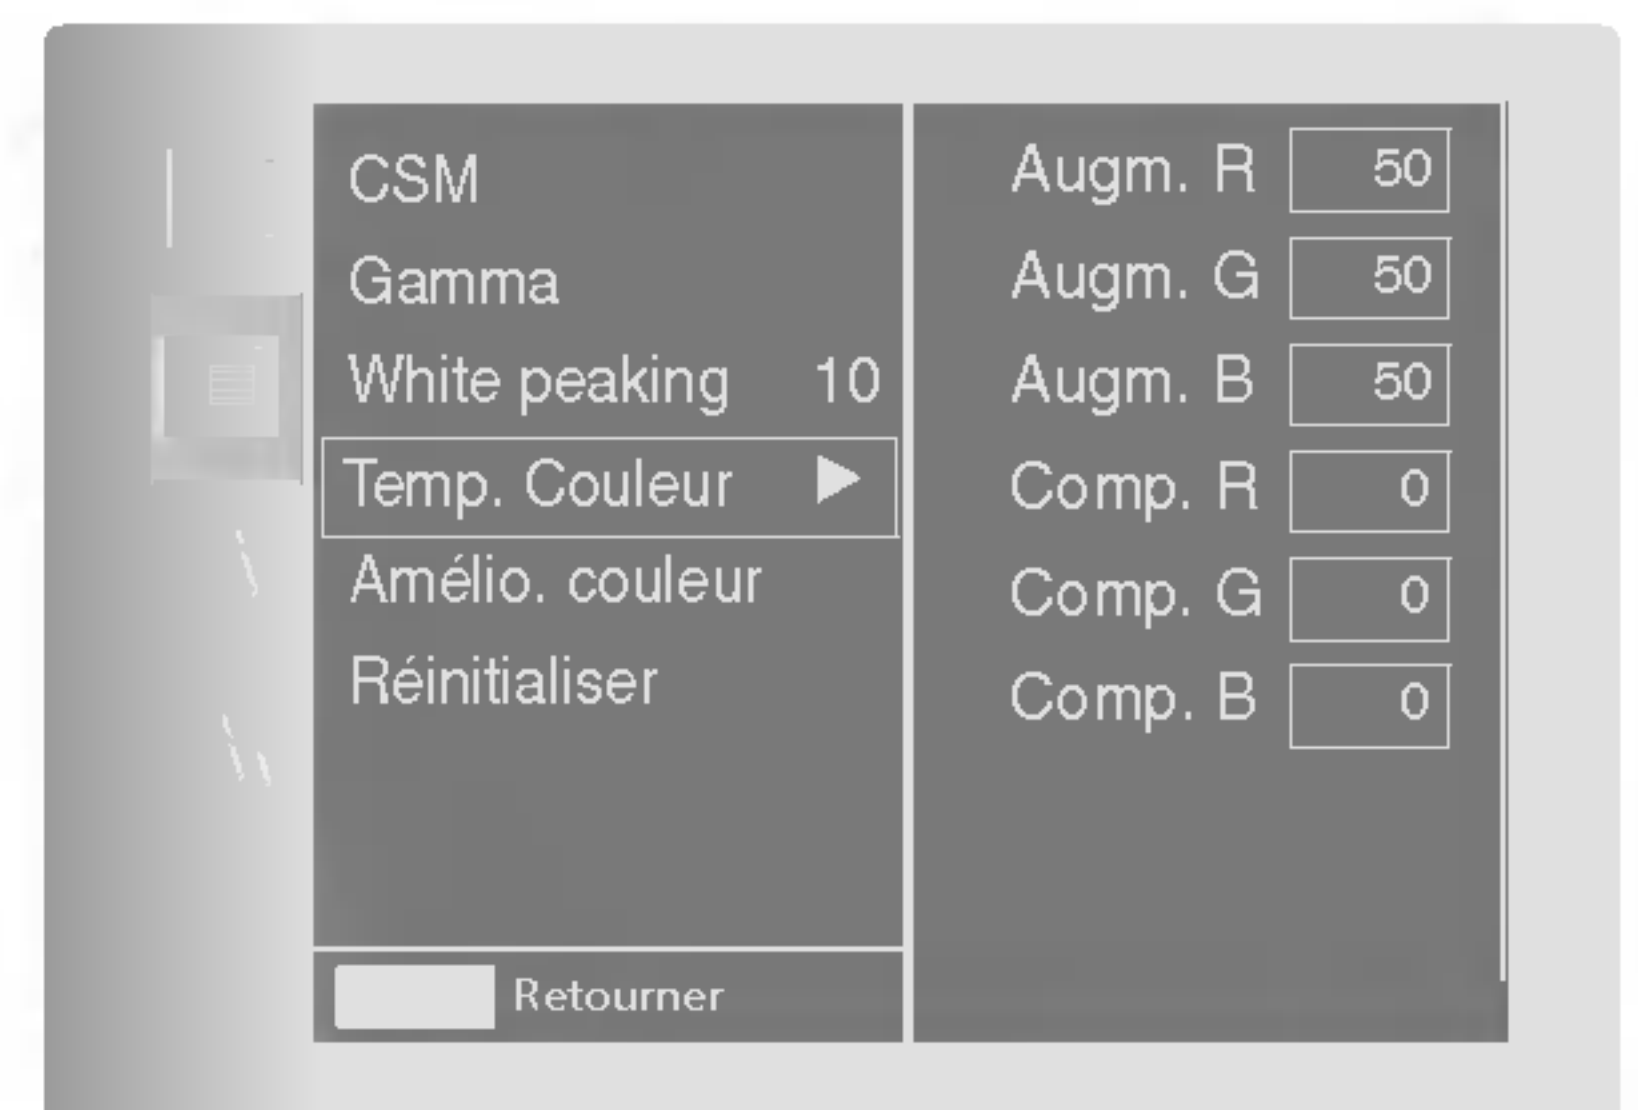 CSM
Gamma
White peaking 10
Temp. Couleur
Amélio. couleur
Réinitialiser
Retourner
Augm. R 50
Augm. G 50
Augm. B 50
Comp. R 0
Comp. G 0
Comp. B 0